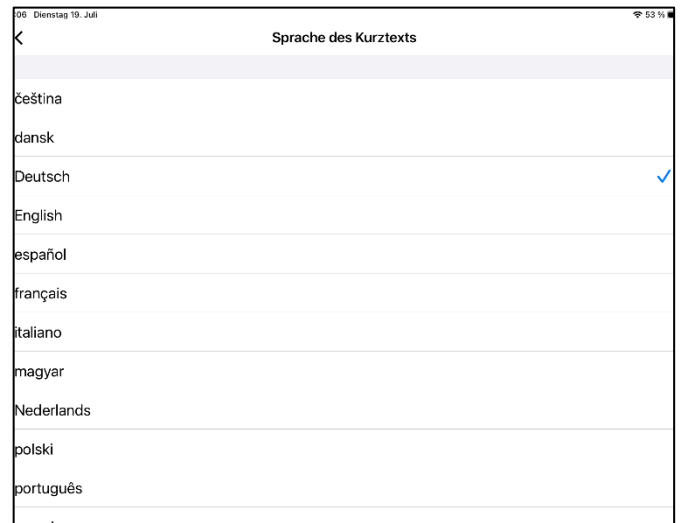 :06 Dienstag 19. Juli 53 %
Sprache des Kurztexts
čeština
dansk
Deutsch
English
español
français
italiano
magyar
Nederlands
polski
português